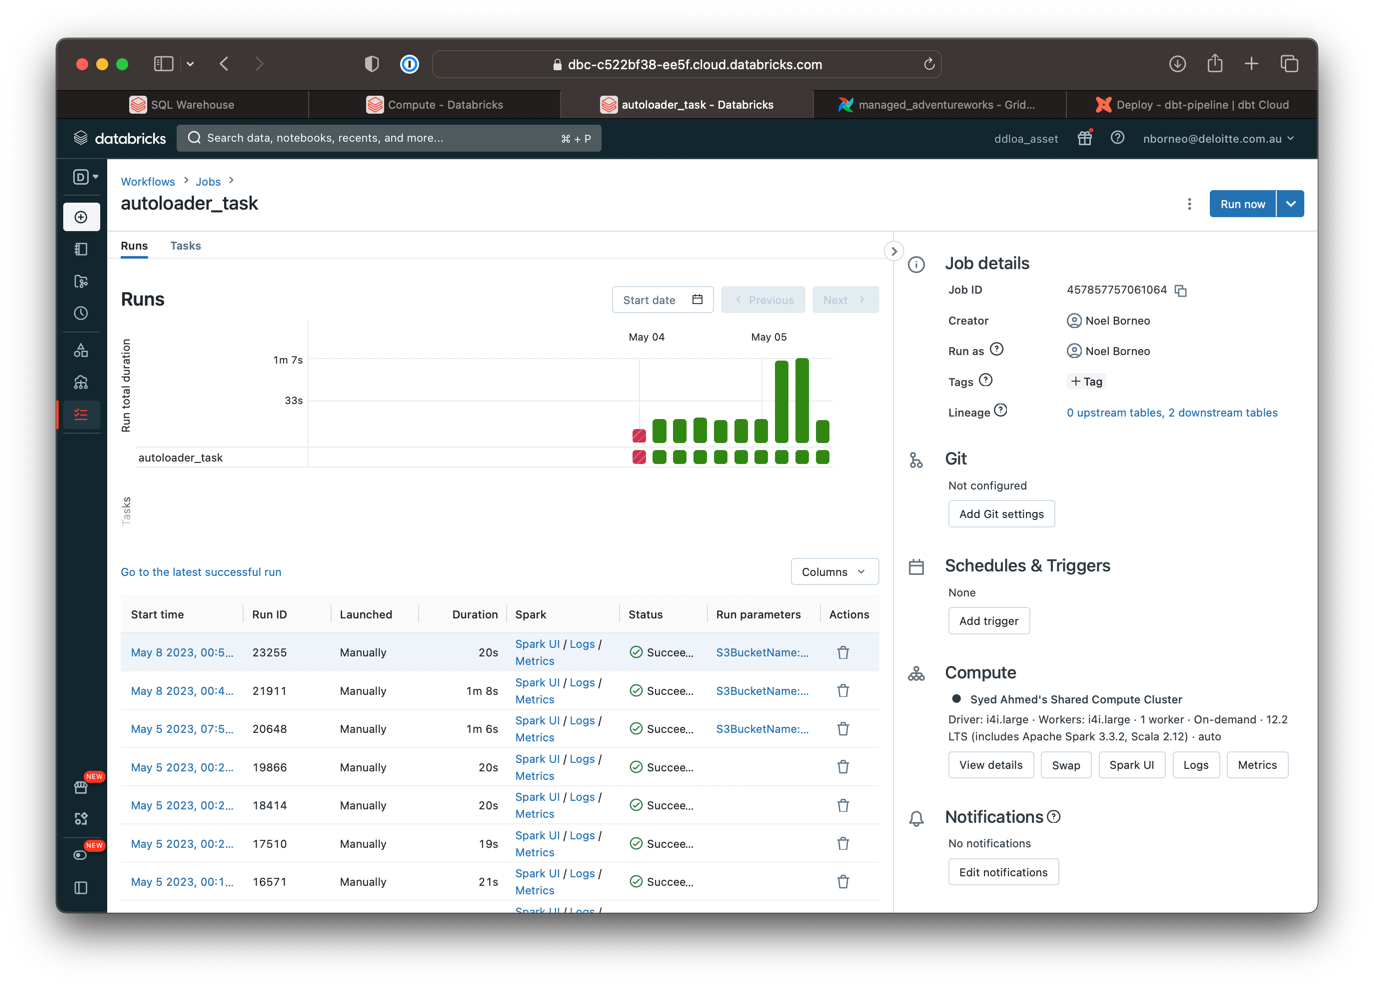 dbc-c522bf38-ee5f.cloud.databricks.com
SQL Warehouse
Compute - Databricks
autoloader_task - Databricks
managed_adventureworks - Grid...
Deploy - dbt-pipeline | dbt Cloud
databricks
Search data, notebooks, recents, and more...
⌘ + P
ddloa_asset
nborneo@deloitte.com.au
D
Workflows > Jobs >
autoloader_task
Run now
Runs
Tasks
Runs
Start date
Previous
Next
May 04
May 05
Run total duration
1m 7s
33s
autoloader_task
Tasks
Go to the latest successful run
Columns
Start time Run ID Launched Duration Spark Status Run parameters Actions
May 8 2023, 00:5... 23255 Manually 20s Spark UI / Logs / Succee... S3BucketName:...
Metrics
May 8 2023, 00:4... 21911 Manually 1m 8s Spark UI / Logs / Succee... S3BucketName:...
Metrics
May 5 2023, 07:5... 20648 Manually 1m 6s Spark UI / Logs / Succee... S3BucketName:...
Metrics
May 5 2023, 00:2... 19866 Manually 20s Spark UI / Logs / Succee...
Metrics
May 5 2023, 00:2... 18414 Manually 20s Spark UI / Logs / Succee...
Metrics
May 5 2023, 00:2... 17510 Manually 19s Spark UI / Logs / Succee...
Metrics
May 5 2023, 00:1... 16571 Manually 21s Spark UI / Logs / Succee...
Metrics
Spark UI / Logs /
NEW
NEW
Job details
Job ID 457857757061064
Creator Noel Borneo
Run as Noel Borneo
Tags + Tag
Lineage 0 upstream tables, 2 downstream tables
Git
Not configured
Add Git settings
Schedules & Triggers
None
Add trigger
Compute
Syed Ahmed's Shared Compute Cluster
Driver: i4i.large · Workers: i4i.large · 1 worker · On-demand · 12.2
LTS (includes Apache Spark 3.3.2, Scala 2.12) · auto
View details
Swap
Spark UI
Logs
Metrics
Notifications
No notifications
Edit notifications